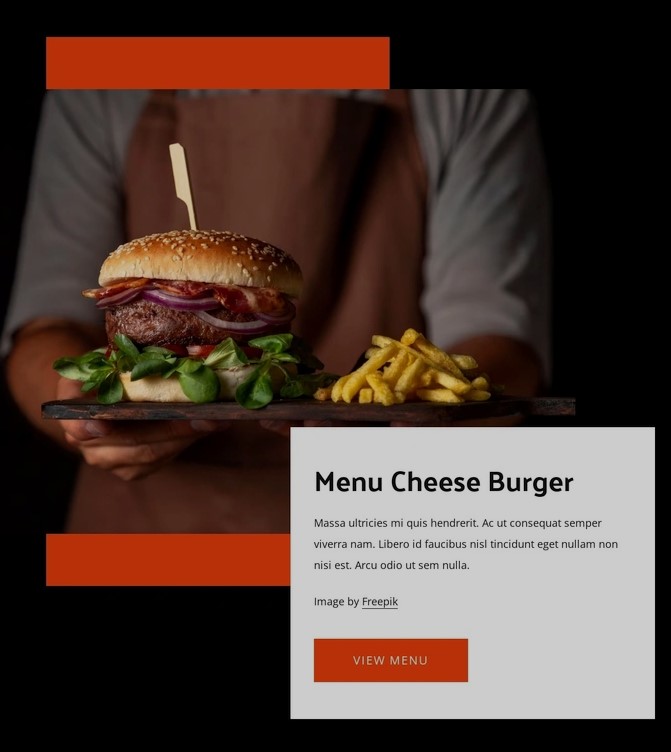 Menu Cheese Burger
Massa ultricies mi quis hendrerit. Ac ut consequat semper
viverra nam. Libero id faucibus nisl tincidunt eget nullam non
nisi est. Arcu odio ut sem nulla.
Image by Freepik
VIEW MENU